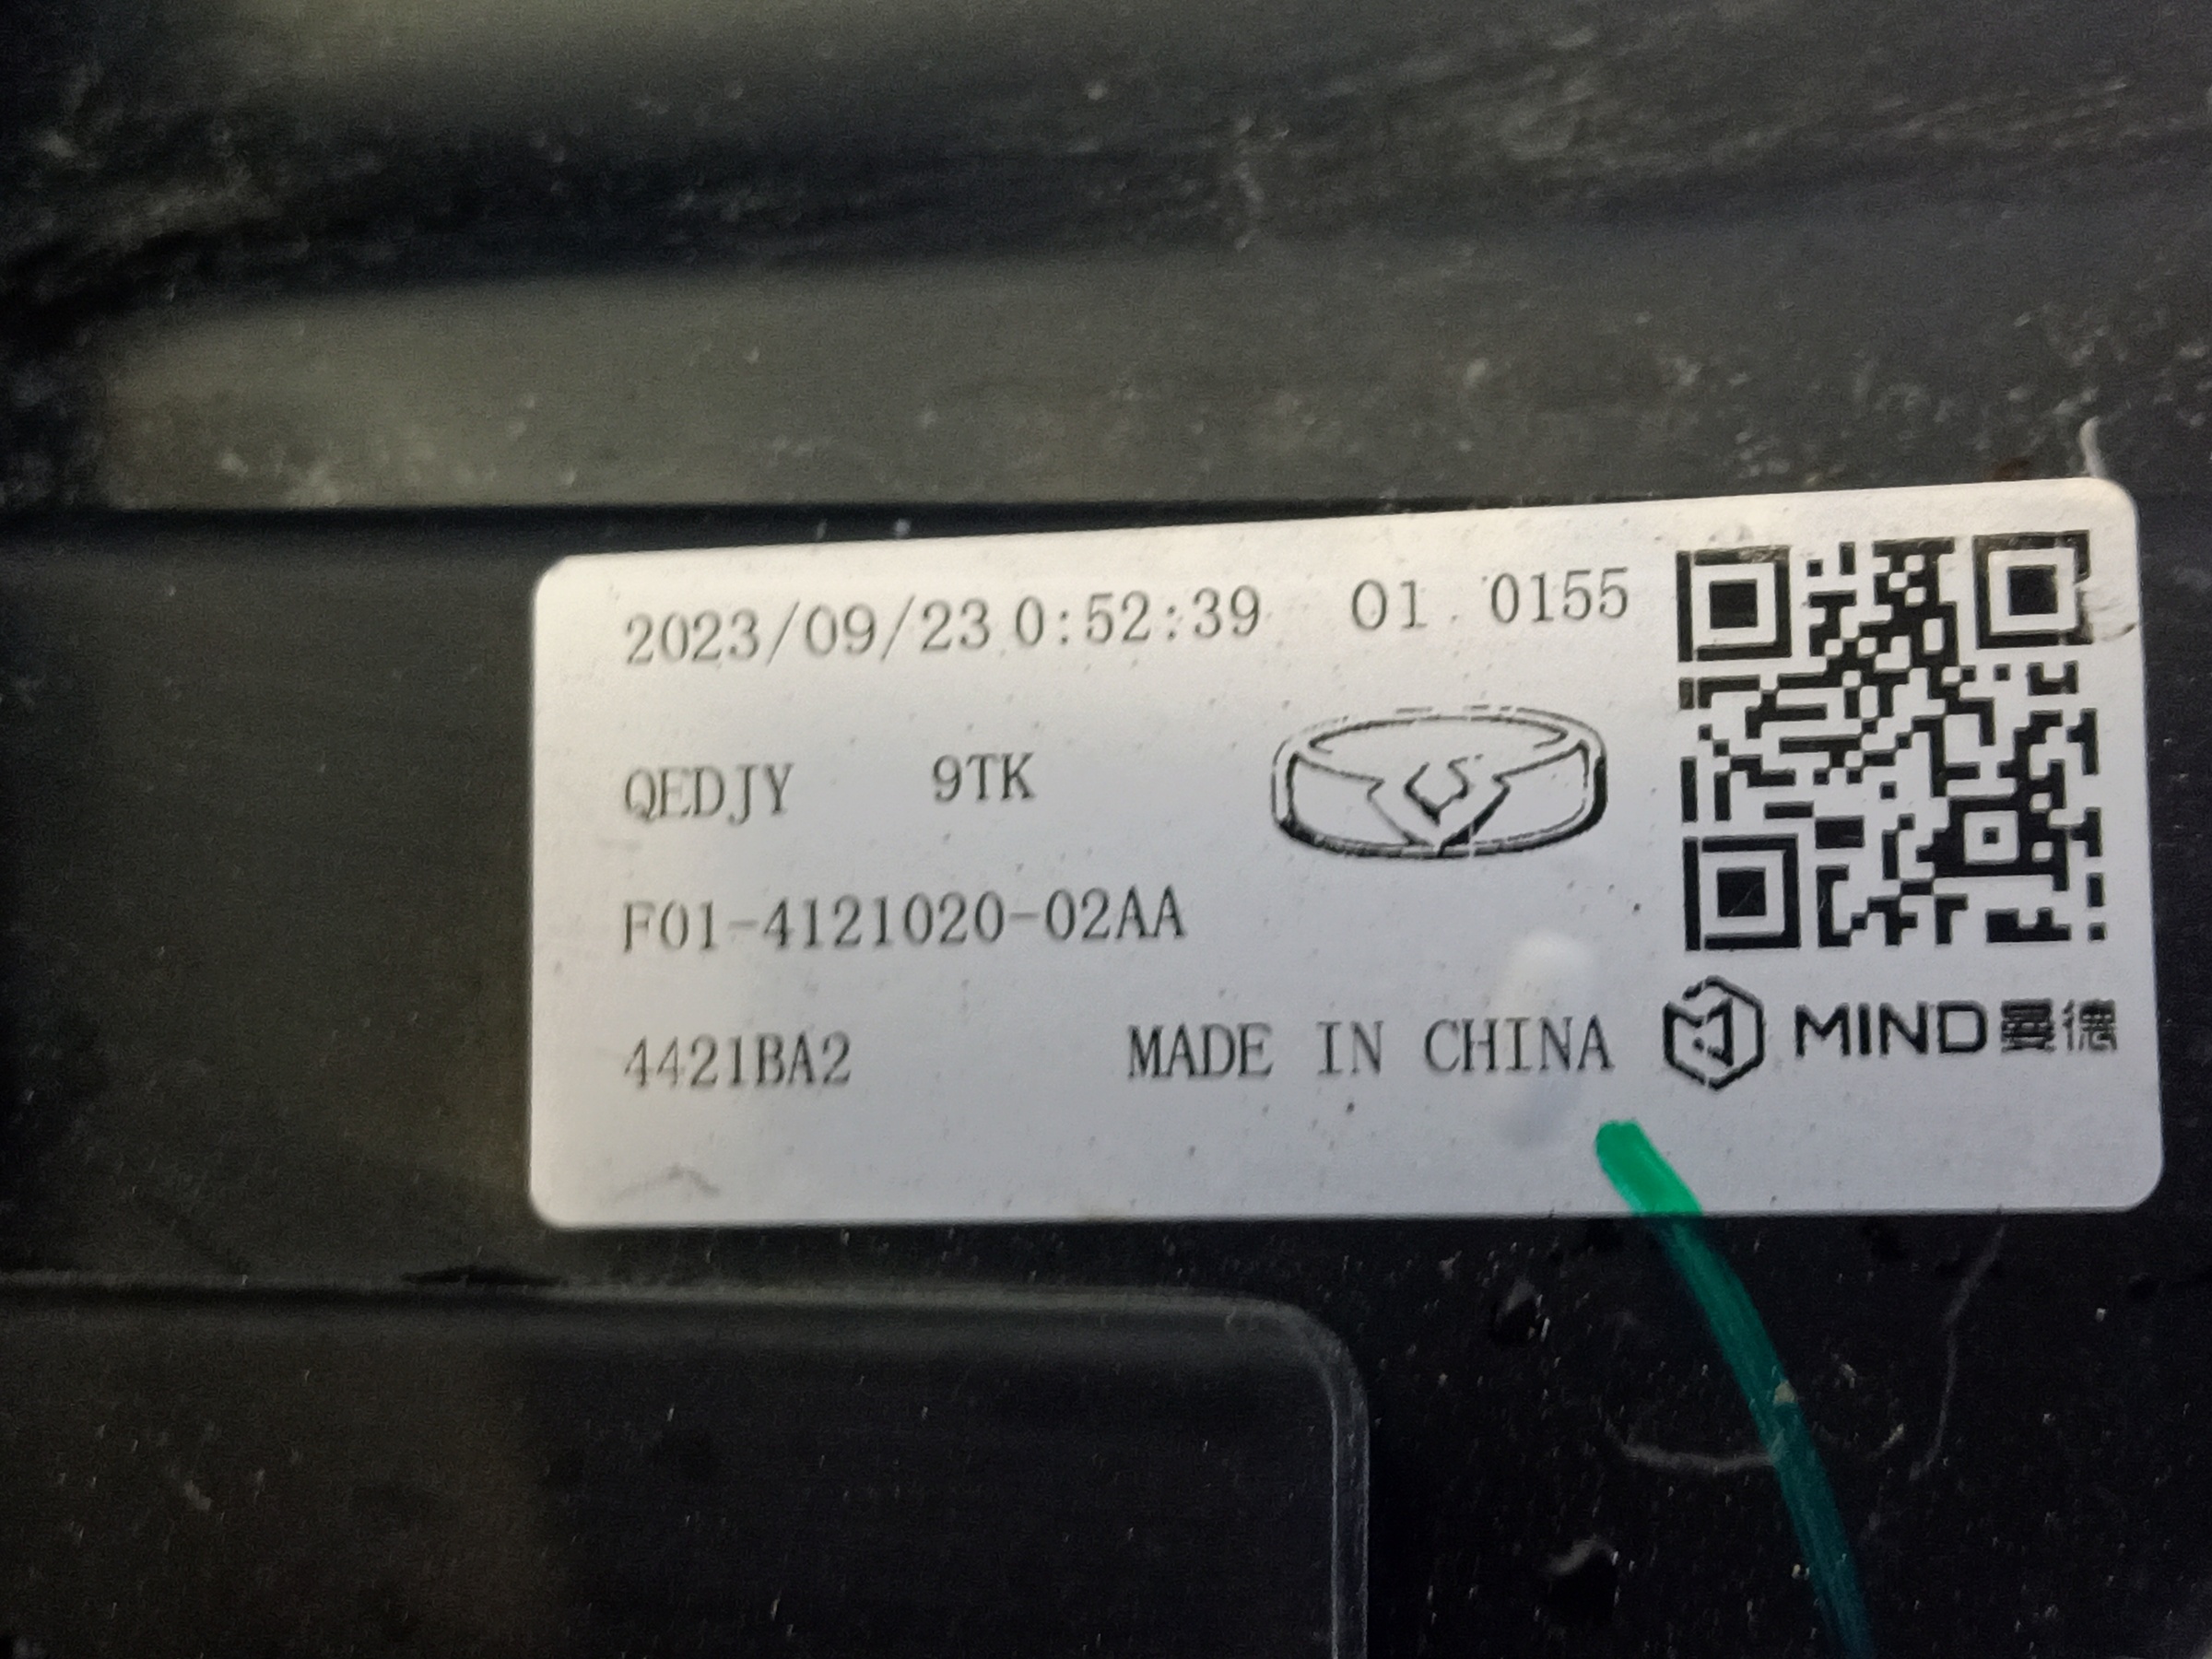 2023/09/23 0:52:39 01 0155
QEDJY 9TK
F01-4121020-02AA
4421BA2 MADE IN CHINA
MIND 曼德